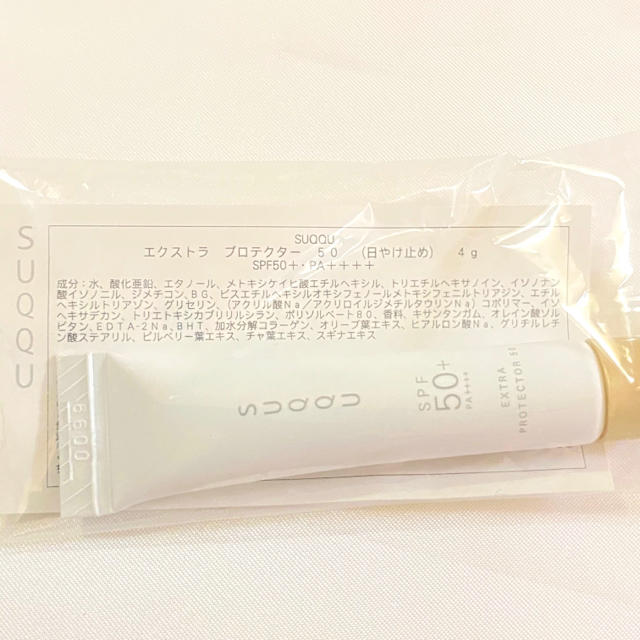 SUQQU
SUQQU
エクストラ プロテクター 50 (日やけ止め) 4g
SPF50+・PA++++
成分:水、酸化亜鉛、エタノール、メトキシケイヒ酸エチルヘキシル、トリエチルヘキサノイン、イソノナン
酸イソノニル、ジメチコン、BG、ビスエチルヘキシルオキシフェノールメトキシフェニルトリアジン、エチル
ヘキシルトリアゾン、グリセリン、(アクリル酸Na/アクリロイルジメチルタウリンNa)コポリマー、イソ
ヘキサデカン、トリエトキシカプリリルシラン、ポリソルベート80、香料、キサンタンガム、オレイン酸ソル
ビタン、EDTA-2Na、BHT、加水分解コラーゲン、オリーブ葉エキス、ヒアルロン酸Na、グリチルレチ
ン酸ステアリル、ビルベリー葉エキス、チャ葉エキス、スギナエキス
0099
SUQQU
SPF
50+
PA++++
EXTRA
PROTECTOR